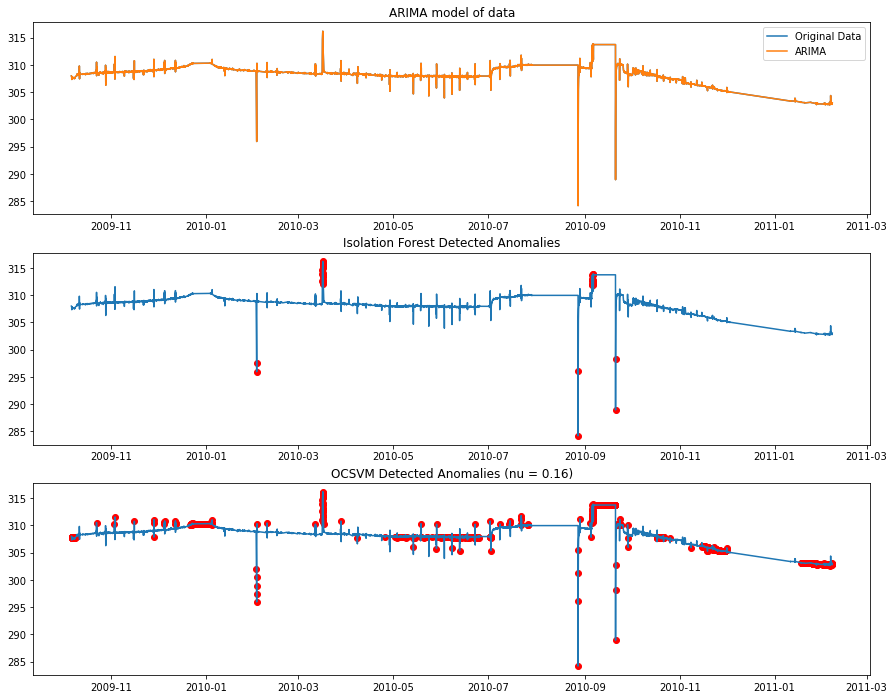 ARIMA model of data
Original Data
ARIMA
315
310
305
300
295
290
285
2009-11 2010-01 2010-03 2010-05 2010-07 2010-09 2010-11 2011-01 2011-03
Isolation Forest Detected Anomalies
315
310
305
300
295
290
285
2009-11 2010-01 2010-03 2010-05 2010-07 2010-09 2010-11 2011-01 2011-03
OCSVM Detected Anomalies (nu = 0.16)
315
310
305
300
295
290
285
2009-11 2010-01 2010-03 2010-05 2010-07 2010-09 2010-11 2011-01 2011-03